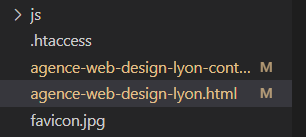 js
.htaccess
agence-web-design-lyon-cont... M
agence-web-design-lyon.html M
favicon.jpg